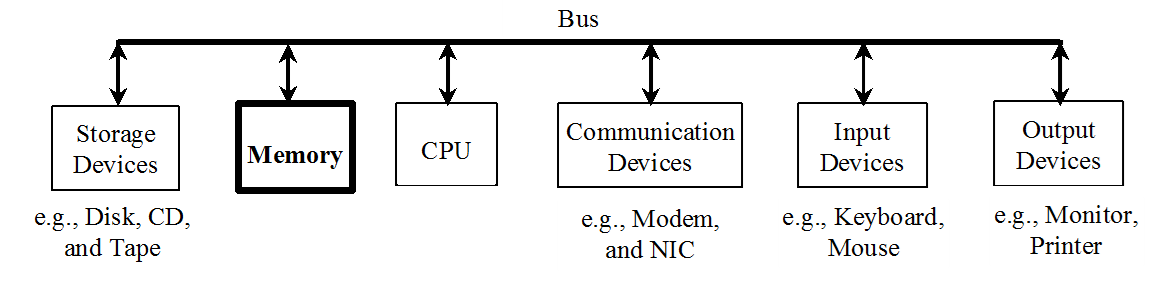 Bus
Storage
Devices
Memory
CPU
Communication
Devices
Input
Devices
Output
Devices
e.g., Disk, CD,
and Tape
e.g., Modem,
and NIC
e.g., Keyboard,
Mouse
e.g., Monitor,
Printer